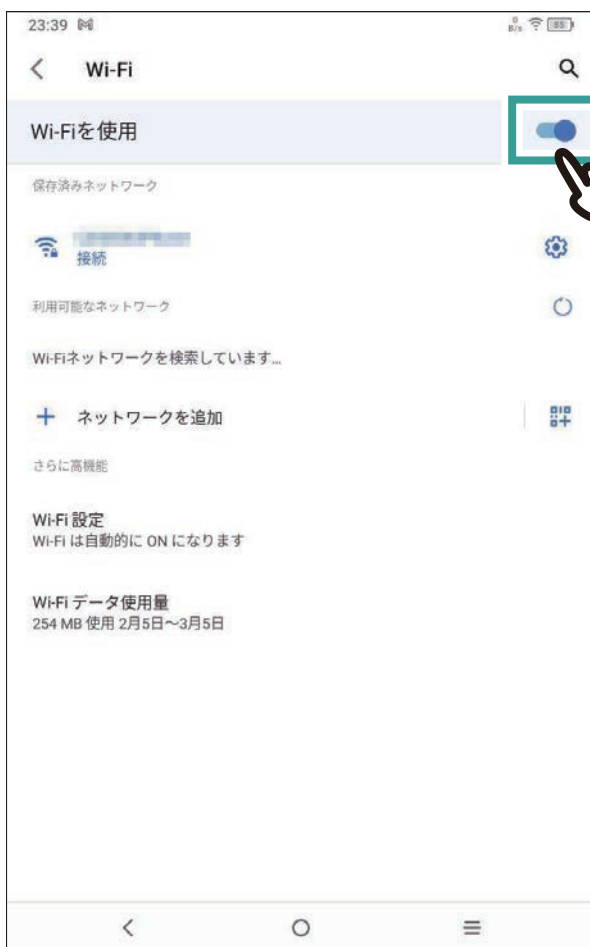 23:39
0
B/s
85
Wi-Fi
Wi-Fiを使用
保存済みネットワーク
接続
利用可能なネットワーク
Wi-Fiネットワークを検索しています...
ネットワークを追加
さらに高機能
Wi-Fi 設定
Wi-Fi は自動的に ON になります
Wi-Fi データ使用量
254 MB 使用 2月5日～3月5日